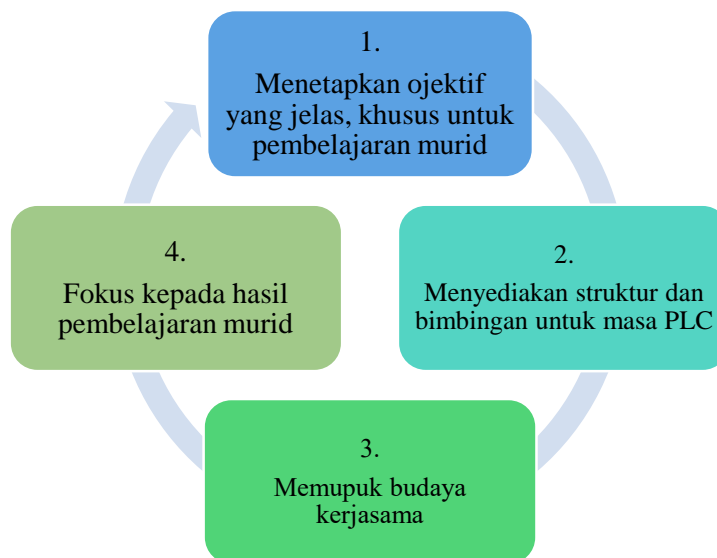 1.
Menetapkan ojektif
yang jelas, khusus untuk
pembelajaran murid
2.
Menyediakan struktur dan
bimbingan untuk masa PLC
3.
Memupuk budaya
kerjasama
4.
Fokus kepada hasil
pembelajaran murid